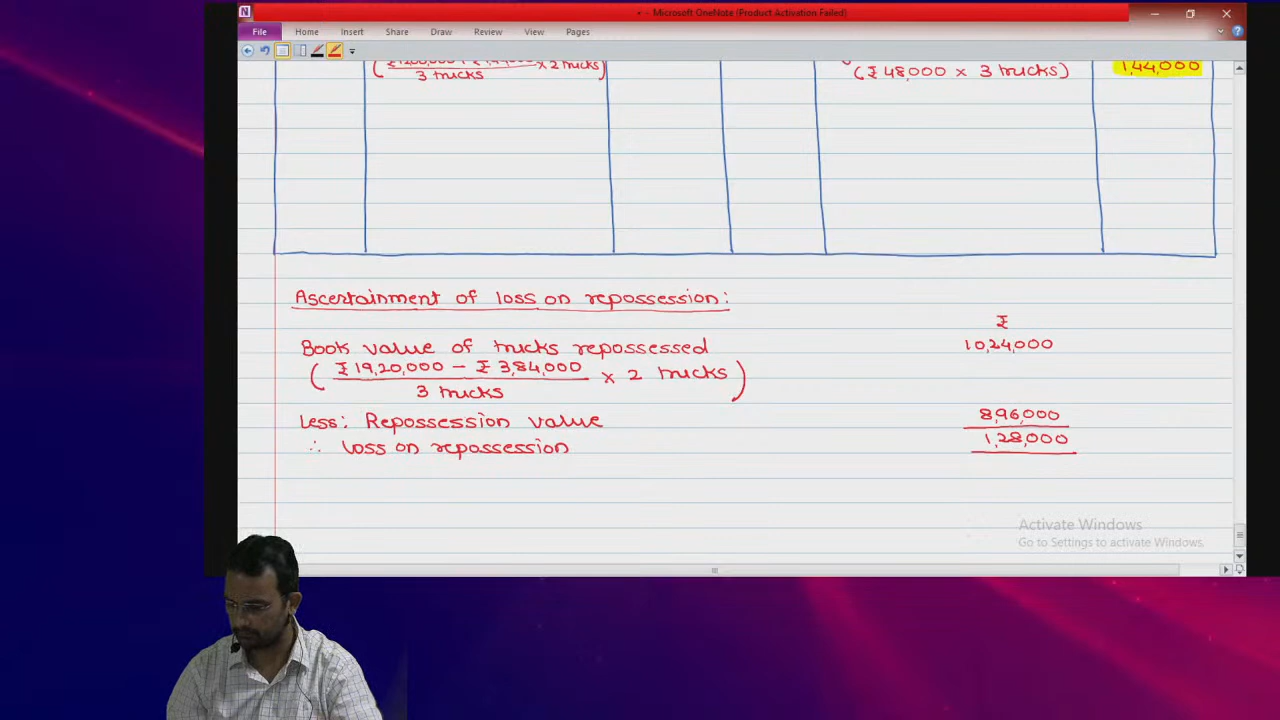 Microsoft OneNote (Product Activation Failed)
File Home Insert Share Draw Review View Pages
3 trucks
x 2 trucks)
(₹48,000 x 3 trucks)
1,44,000
Ascertainment of loss on repossession:
₹
Book value of trucks repossessed 10,24,000
(₹19,20,000 - ₹3,84,000 x 2 trucks)
3 trucks
Less: Repossession value 8,96,000
∴ Loss on repossession 1,28,000
Activate Windows
Go to Settings to activate Windows.